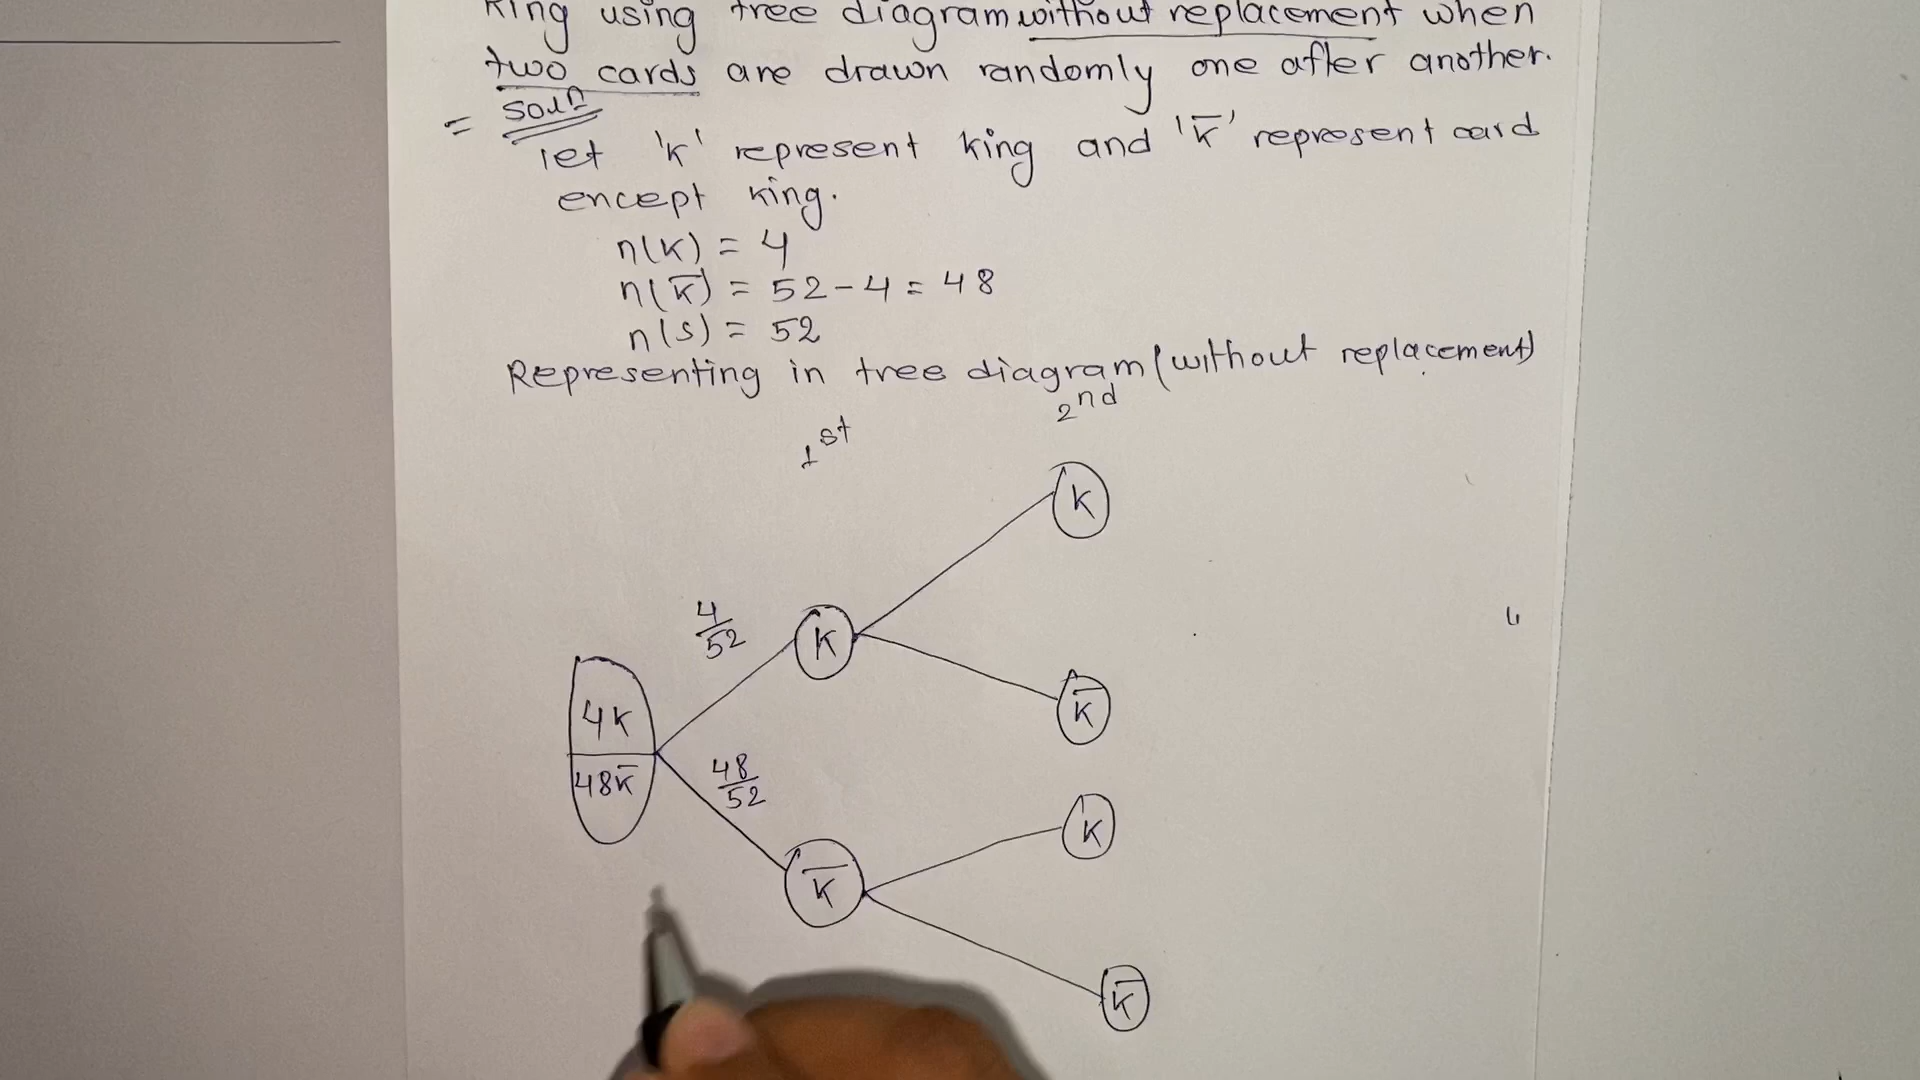 King using tree diagram without replacement when
two cards are drawn randomly one after another.
= soln
let 'K' represent king and 'K̅' represent card
encept king.
n(K) = 4
n(K̅) = 52 - 4 = 48
n(s) = 52
Representing in tree diagram (without replacement)
1st 2nd
K
4/52 K
K̅
4K
48K̅
48/52 K̅
K
K̅